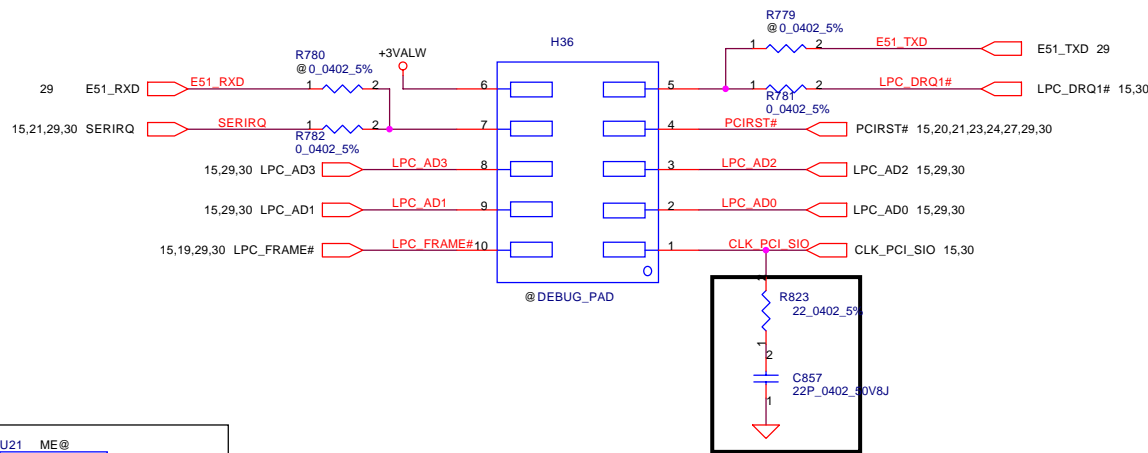 R779
@0_0402_5%
1 2 E51_TXD E51_TXD 29
H36
R780
@0_0402_5%
+3VALW
29 E51_RXD E51_RXD 1 2 6 5 1 2 LPC_DRQ1# LPC_DRQ1# 15,30
R781
0_0402_5%
15,21,29,30 SERIRQ SERIRQ 1 2 7 4 PCIRST# PCIRST# 15,20,21,23,24,27,29,30
R782
0_0402_5%
15,29,30 LPC_AD3 LPC_AD3 8 3 LPC_AD2 LPC_AD2 15,29,30
15,29,30 LPC_AD1 LPC_AD1 9 2 LPC_AD0 LPC_AD0 15,29,30
15,19,29,30 LPC_FRAME# LPC_FRAME# 10 1 CLK_PCI_SIO CLK_PCI_SIO 15,30
@DEBUG_PAD
2
R823
22_0402_5%
1
2
C857
22P_0402_50V8J
1
U21 ME@